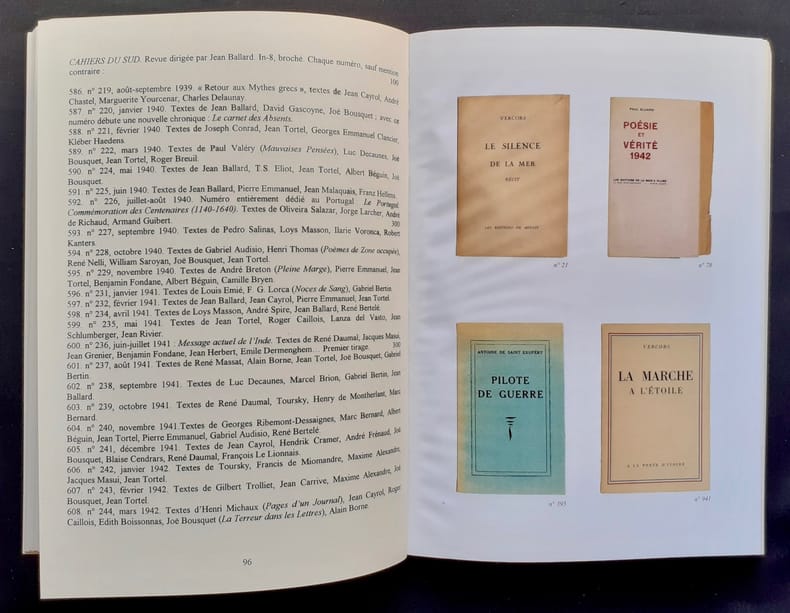 CAHIERS DU SUD. Revue dirigée par Jean Ballard. In-8, broché. Chaque numéro, sauf mention
contraire : 100
586. n° 219, août-septembre 1939. « Retour aux Mythes grecs », textes de Jean Cayrol, André
Chastel, Marguerite Yourcenar, Charles Delaunay.
587. n° 220, janvier 1940. Textes de Jean Ballard, David Gascoyne, Joë Bousquet ; avec ce
numéro débute une nouvelle chronique : Le carnet des Absents.
588. n° 221, février 1940. Textes de Joseph Conrad, Jean Tortel, Georges Emmanuel Clancier,
Kléber Haedens.
589. n° 222, mars 1940. Textes de Paul Valéry (Mauvaises Pensées), Luc Decaunes, Joë
Bousquet, Jean Tortel, Roger Breuil.
590. n° 224, mai 1940. Textes de Jean Ballard, T.S. Eliot, Jean Tortel, Albert Béguin, Joë
Bousquet.
591. n° 225, juin 1940. Textes de Jean Ballard, Pierre Emmanuel, Jean Malaquais, Franz Hellens.
592. n° 226, juillet-août 1940. Numéro entièrement dédié au Portugal. Le Portugal,
Commémoration des Centenaires (1140-1640). Textes de Oliveira Salazar, Jorge Larcher, André
de Richaud, Armand Guibert. 300
593. n° 227, septembre 1940. Textes de Pedro Salinas, Loys Masson, Ilarie Voronca, Robert
Kanters.
594. n° 228, octobre 1940. Textes de Gabriel Audisio, Henri Thomas (Poèmes de Zone occupée),
René Nelli, William Saroyan, Joë Bousquet, Jean Tortel.
595. n° 229, novembre 1940. Textes de André Breton (Pleine Marge), Pierre Emmanuel, Jean
Tortel, Benjamin Fondane, Albert Béguin, Camille Bryen.
596. n° 231, janvier 1941. Textes de Louis Emié, F. G. Lorca (Noces de Sang), Gabriel Bertin.
597. n° 232, février 1941. Textes de Jean Ballard, Jean Cayrol, Pierre Emmanuel, Jean Tortel.
598. n° 234, avril 1941. Textes de Loys Masson, André Spire, Jean Ballard, René Bertelé.
599. n° 235, mai 1941. Textes de Jean Tortel, Roger Caillois, Lanza del Vasto, Jean
Schlumberger, Jean Rivier.
600. n° 236, juin-juillet 1941 : Message actuel de l'Inde. Textes de René Daumal, Jacques Masui,
Jean Grenier, Benjamin Fondane, Jean Herbert, Emile Dermenghem... Premier tirage. 300
601. n° 237, août 1941. Textes de René Massat, Alain Borne, Jean Tortel, Joë Bousquet, Gabriel
Bertin.
602. n° 238, septembre 1941. Textes de Luc Decaunes, Marcel Brion, Gabriel Bertin, Jean
Ballard.
603. n° 239, octobre 1941. Textes de René Daumal, Toursky, Henry de Montherlant, Marc
Bernard.
604. n° 240, novembre 1941.Textes de Georges Ribemont-Dessaignes, Marc Bernard, Albert
Béguin, Jean Tortel, Pierre Emmanuel, Gabriel Audisio, René Bertelé.
605. n° 241, décembre 1941. Textes de Jean Cayrol, Hendrik Cramer, André Frénaud, Joë
Bousquet, Blaise Cendrars, René Daumal, François Le Lionnais.
606. n° 242, janvier 1942. Textes de Toursky, Francis de Miomandre, Maxime Alexandre,
Jacques Masui, Jean Tortel.
607. n° 243, février 1942. Textes de Gilbert Trolliet, Jean Carrive, Maxime Alexandre, Joë
Bousquet, Jean Tortel.
608. n° 244, mars 1942. Textes d'Henri Michaux (Pages d'un Journal), Jean Cayrol, Roger
Caillois, Edith Boissonnas, Joë Bousquet (La Terreur dans les Lettres), Alain Borne.
96
VERCORS
LE SILENCE
DE LA MER
RÉCIT
LES EDITIONS DE MINUIT
n° 21
PAUL ELUARD
POÉSIE
ET
VÉRITÉ
1942
LES EDITIONS DE LA MAIN A PLUME
n° 78
ANTOINE DE SAINT EXUPÉRY
PILOTE
DE GUERRE
n° 395
VERCORS
LA MARCHE
A L'ÉTOILE
A LA PORTE D'IVOIRE
n° 941